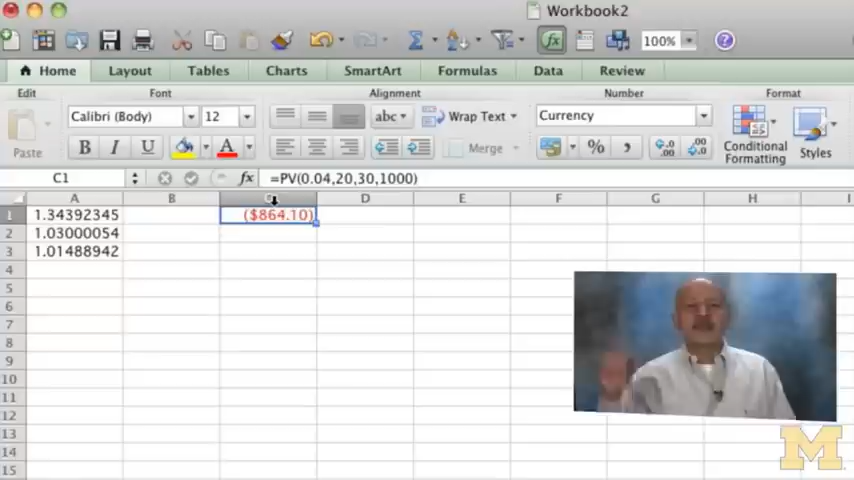 Workbook2
100%
Home Layout Tables Charts SmartArt Formulas Data Review
Edit Font Alignment Number Format
Calibri (Body) 12 abc Wrap Text Currency
Paste B I U A Merge % , Conditional Formatting Styles
C1 fx =PV(0.04,20,30,1000)
A B C D E F G H I
1 1.34392345 ($864.10)
2 1.03000054
3 1.01488942
4
5
6
7
8
9
10
11
12
13
14
15
M